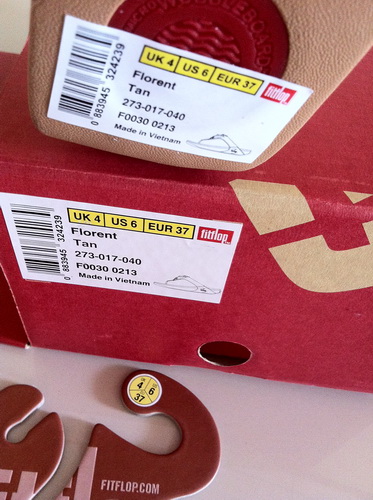 WOBBLEBOARD
UK 4 US 6 EUR 37 fitflop
Florent
Tan
273-017-040
F0030 0213
Made in Vietnam
0 883945 324239
UK 4 US 6 EUR 37 fitflop
Florent
Tan
273-017-040
F0030 0213
Made in Vietnam
0 883945 324239
4 6
37
FITFLOP.COM